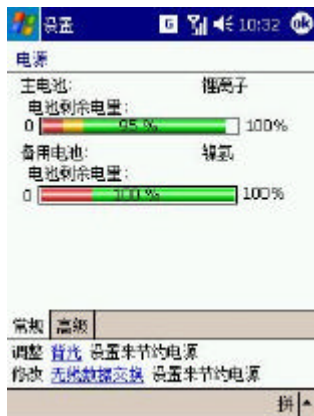 设置 G 10:32 ok
电源
主电池: 锂离子
电池剩余电量:
0 95 % 100%
备用电池: 镍氢
电池剩余电量:
0 100 % 100%
常规 高级
调整 背光 设置来节约电源
修改 无线数据交换 设置来节约电源
拼